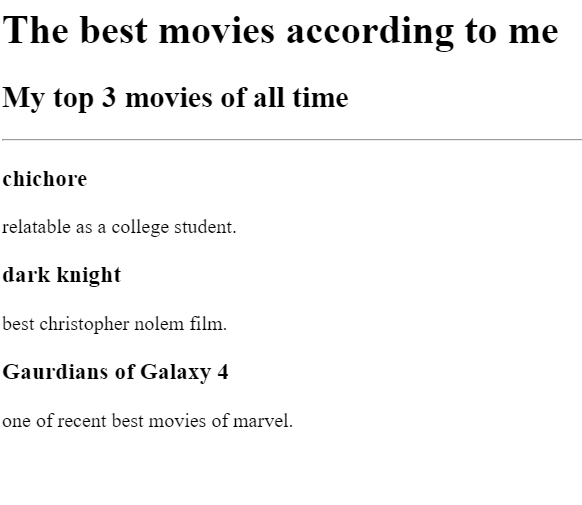 The best movies according to me
My top 3 movies of all time
chichore
relatable as a college student.
dark knight
best christopher nolem film.
Gaurdians of Galaxy 4
one of recent best movies of marvel.